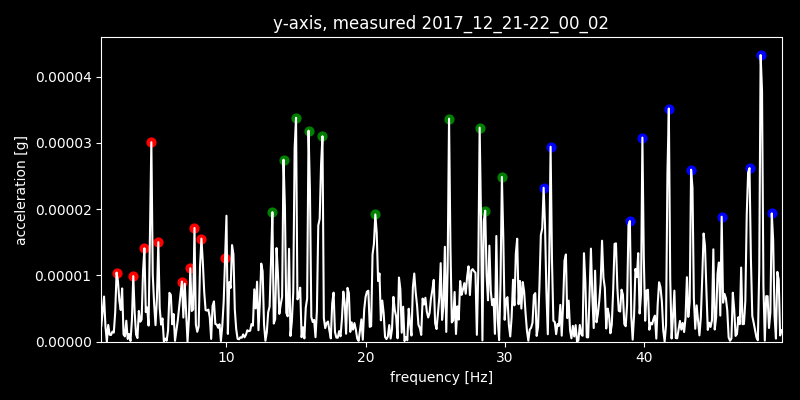 y-axis, measured 2017_12_21-22_00_02
0.00004
0.00003
0.00002
0.00001
0.00000
acceleration [g]
10 20 30 40
frequency [Hz]